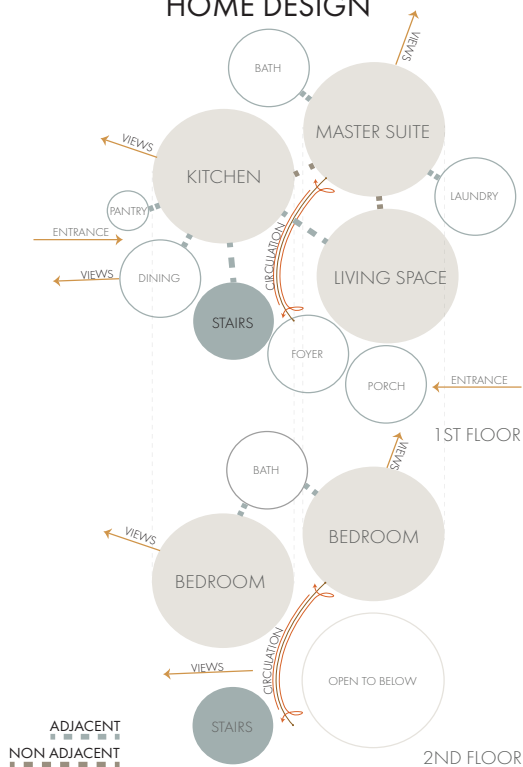 HOME DESIGN
VIEWS
BATH
MASTER SUITE
VIEWS
KITCHEN
PANTRY
LAUNDRY
ENTRANCE
CIRCULATION
VIEWS
DINING
LIVING SPACE
STAIRS
FOYER
PORCH
ENTRANCE
1ST FLOOR
VIEWS
BATH
VIEWS
BEDROOM
BEDROOM
CIRCULATION
VIEWS
OPEN TO BELOW
STAIRS
ADJACENT
NON ADJACENT
2ND FLOOR